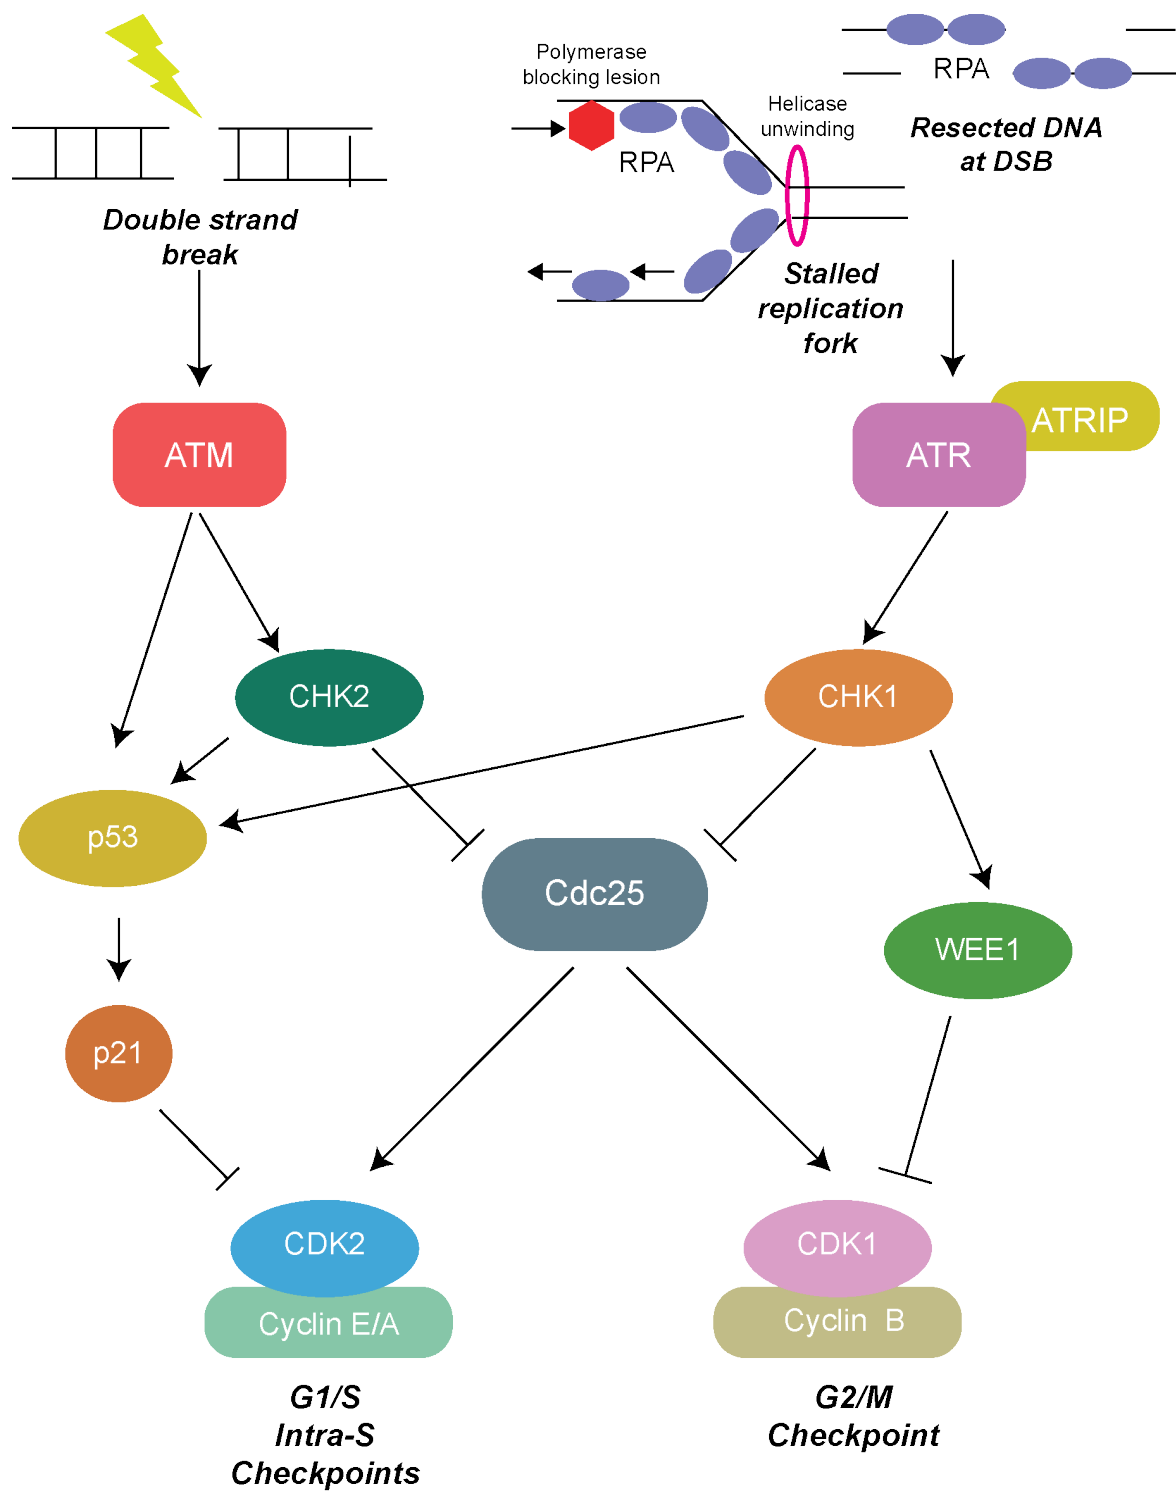 Polymerase
blocking lesion
RPA
Helicase
unwinding
RPA
Resected DNA
at DSB
Double strand
break
Stalled
replication
fork
ATM
ATR
ATRIP
CHK2
CHK1
p53
Cdc25
WEE1
p21
CDK2
Cyclin E/A
CDK1
Cyclin B
G1/S
Intra-S
Checkpoints
G2/M
Checkpoint